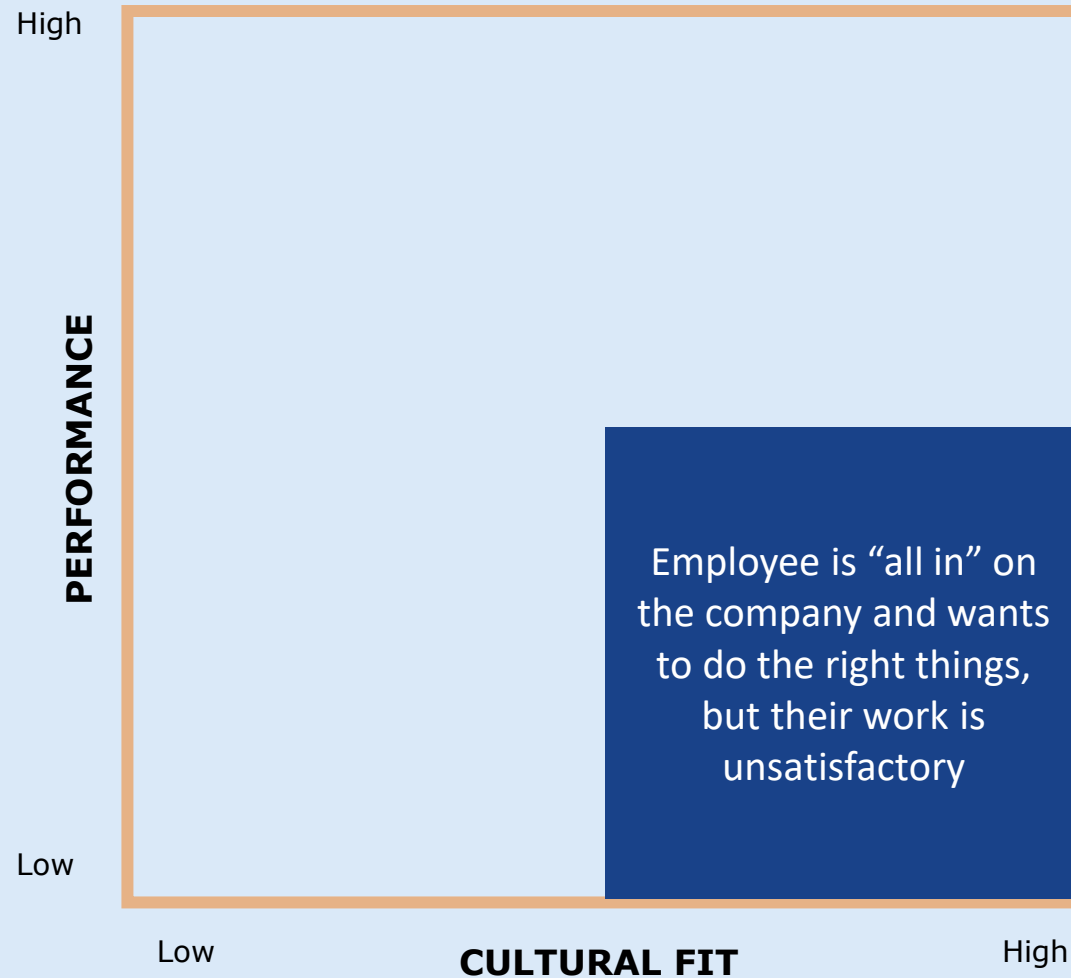 High
PERFORMANCE
Employee is “all in” on
the company and wants
to do the right things,
but their work is
unsatisfactory
Low
Low
CULTURAL FIT
High